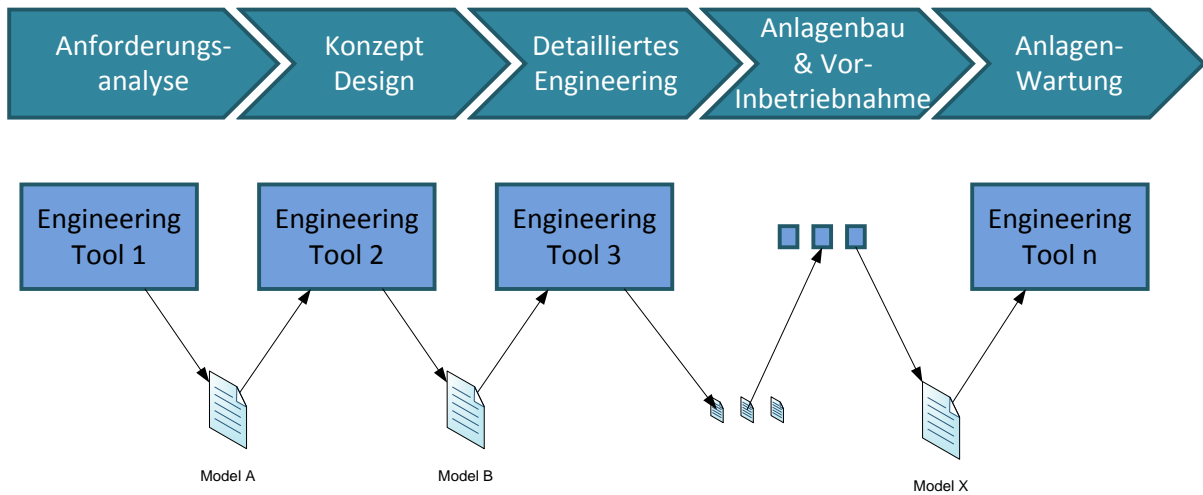 Anforderungs-
analyse
Konzept
Design
Detailliertes
Engineering
Anlagenbau
& Vor-
Inbetriebnahme
Anlagen-
Wartung
Engineering
Tool 1
Engineering
Tool 2
Engineering
Tool 3
Engineering
Tool n
Model A
Model B
Model X